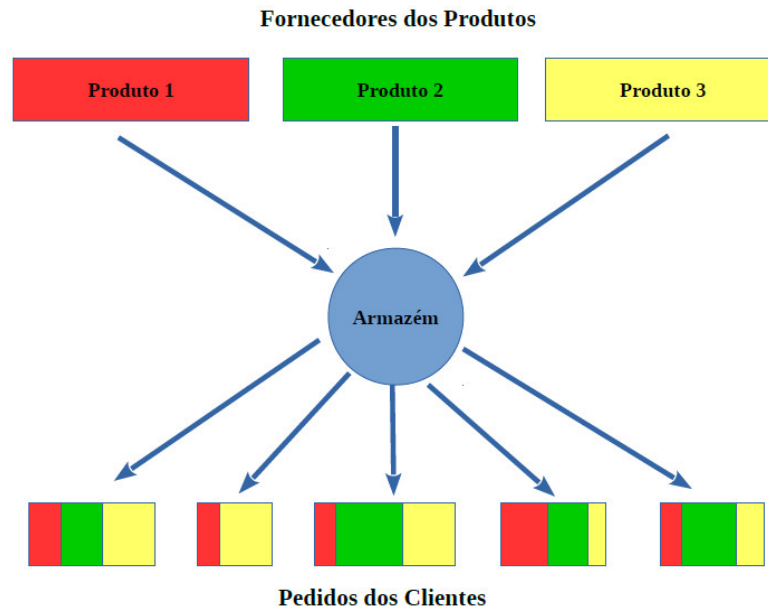 Fornecedores dos Produtos
Produto 1
Produto 2
Produto 3
Armazém
Pedidos dos Clientes